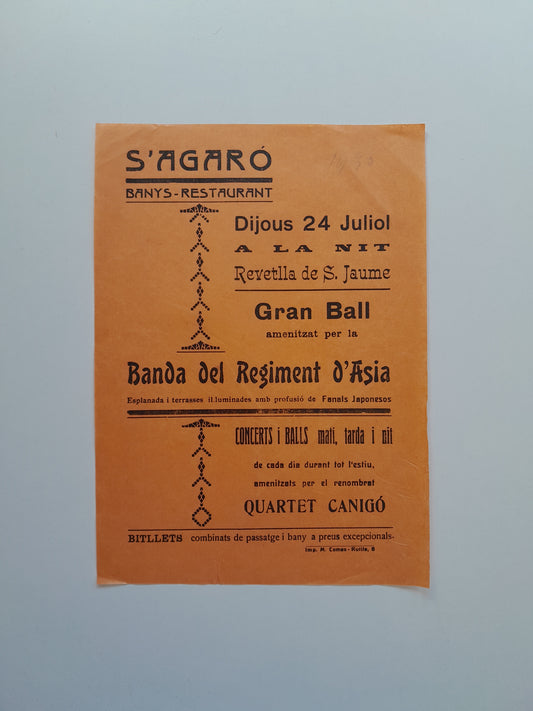 S'AGARÓ
BANYS-RESTAURANT
Dijous 24 Juliol
A LA NIT
Revetlla de S. Jaume
Gran Ball
amenitzat per la
Banda del Regiment d'Asia
Esplanada i terrasses il·luminades amb profusió de Fanals Japonesos
CONCERTS i BALLS matí, tarda i nit
de cada dia durant tot l'estiu,
amenitzats per el renombrat
QUARTET CANIGÓ
BITLLETS combinats de passatge i bany a preus excepcionals-
Imp. M. Comas - Rutlla, 8